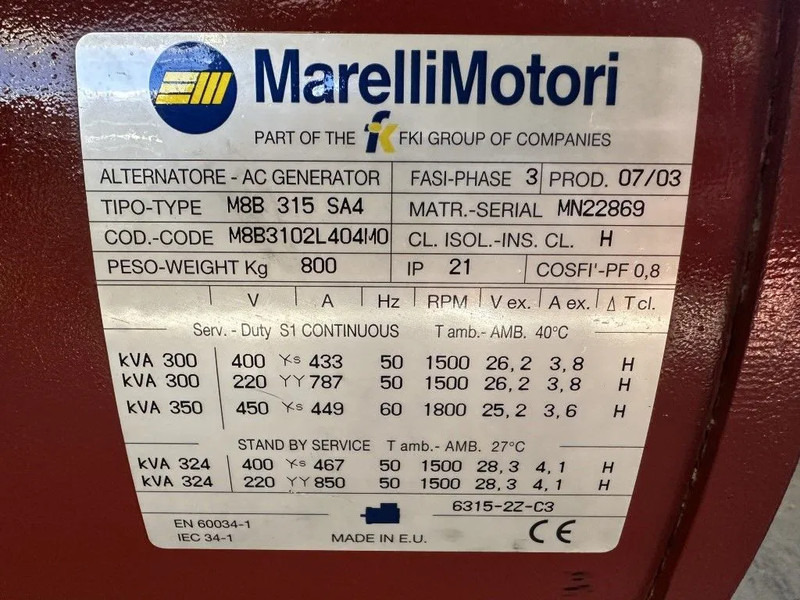 MarelliMotori
PART OF THE fk FKI GROUP OF COMPANIES
ALTERNATORE - AC GENERATOR FASI-PHASE 3 PROD. 07/03
TIPO-TYPE M8B 315 SA4 MATR.-SERIAL MN22869
COD.-CODE M8B3102L404M0 CL. ISOL.-INS. CL. H
PESO-WEIGHT Kg 800 IP 21 COSFI'-PF 0,8
V A Hz RPM V ex. A ex. Δ T cl.
Serv. - Duty S1 CONTINUOUS T amb.- AMB. 40°C
kVA 300 400 Ys 433 50 1500 26,2 3,8 H
kVA 300 220 YY 787 50 1500 26,2 3,8 H
kVA 350 450 Ys 449 60 1800 25,2 3,6 H
STAND BY SERVICE T amb.- AMB. 27°C
kVA 324 400 Ys 467 50 1500 28,3 4,1 H
kVA 324 220 YY 850 50 1500 28,3 4,1 H
6315-2Z-C3
EN 60034-1
IEC 34-1
MADE IN E.U.
CE